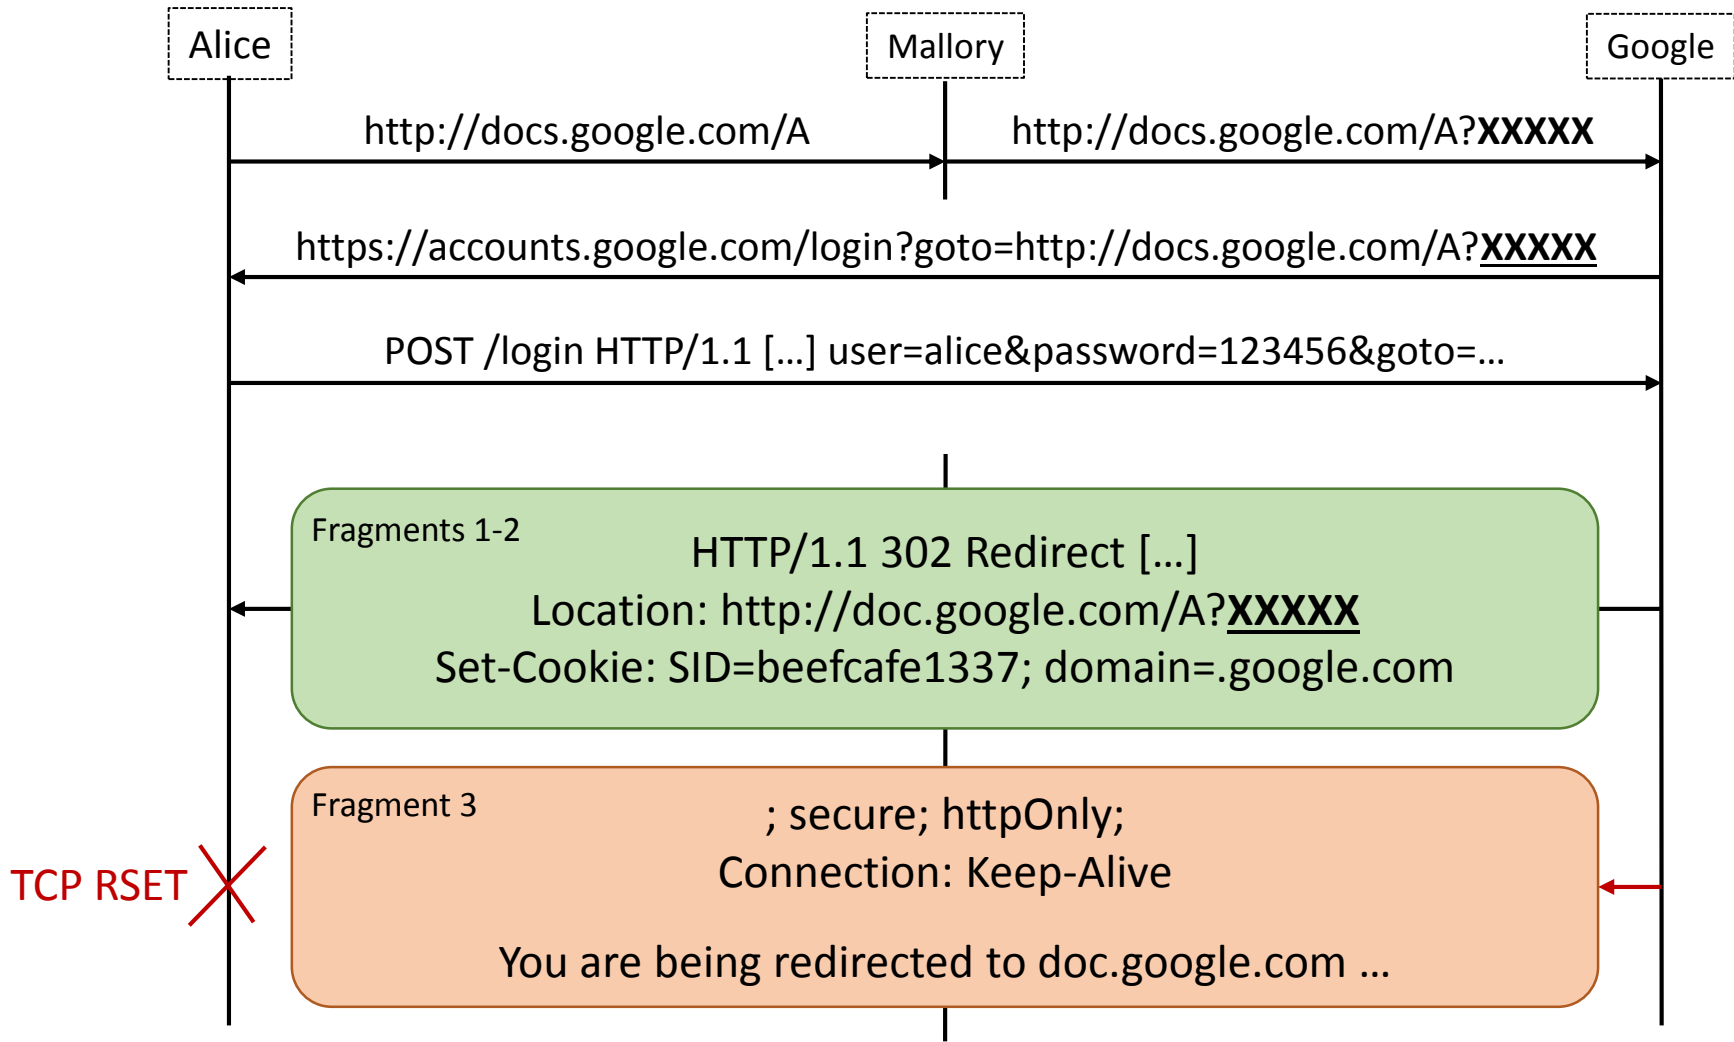 Alice
Mallory
Google
http://docs.google.com/A
http://docs.google.com/A?XXXXX
https://accounts.google.com/login?goto=http://docs.google.com/A?XXXXX
POST /login HTTP/1.1 [...] user=alice&password=123456&goto=...
Fragments 1-2
HTTP/1.1 302 Redirect [...]
Location: http://doc.google.com/A?XXXXX
Set-Cookie: SID=beefcafe1337; domain=.google.com
Fragment 3
; secure; httpOnly;
Connection: Keep-Alive
TCP RSET
You are being redirected to doc.google.com ...